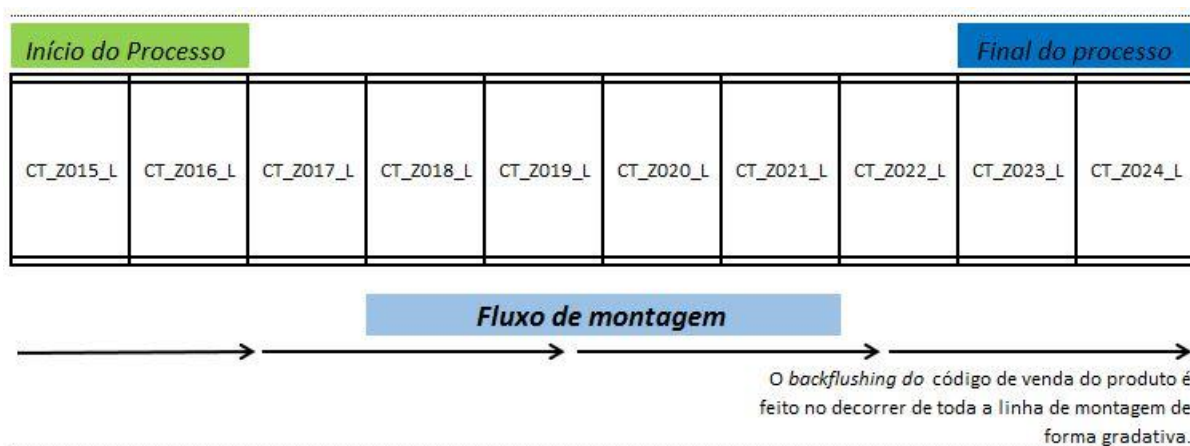 Início do Processo
Final do processo
CT_Z015_L
CT_Z016_L
CT_Z017_L
CT_Z018_L
CT_Z019_L
CT_Z020_L
CT_Z021_L
CT_Z022_L
CT_Z023_L
CT_Z024_L
Fluxo de montagem
O backflushing do código de venda do produto é
feito no decorrer de toda a linha de montagem de
forma gradativa.